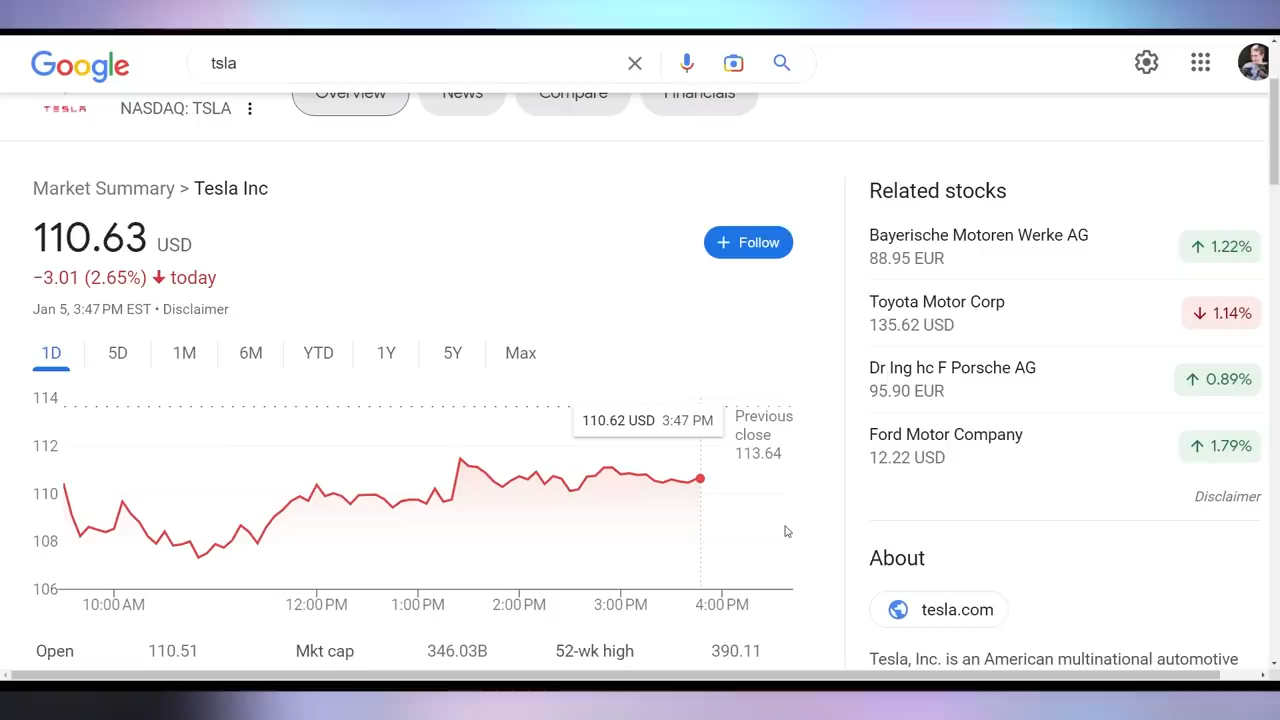 Google
tsla
TESLA
NASDAQ: TSLA
Overview
News
Compare
Financials
Market Summary > Tesla Inc
110.63 USD
−3.01 (2.65%) ↓ today
Jan 5, 3:47 PM EST • Disclaimer
+ Follow
1D
5D
1M
6M
YTD
1Y
5Y
Max
114
112
110
108
106
110.62 USD 3:47 PM
Previous
close
113.64
10:00 AM
12:00 PM
1:00 PM
2:00 PM
3:00 PM
4:00 PM
Open 110.51
Mkt cap 346.03B
52-wk high 390.11
Related stocks
Bayerische Motoren Werke AG
88.95 EUR
↑ 1.22%
Toyota Motor Corp
135.62 USD
↓ 1.14%
Dr Ing hc F Porsche AG
95.90 EUR
↑ 0.89%
Ford Motor Company
12.22 USD
↑ 1.79%
Disclaimer
About
tesla.com
Tesla, Inc. is an American multinational automotive